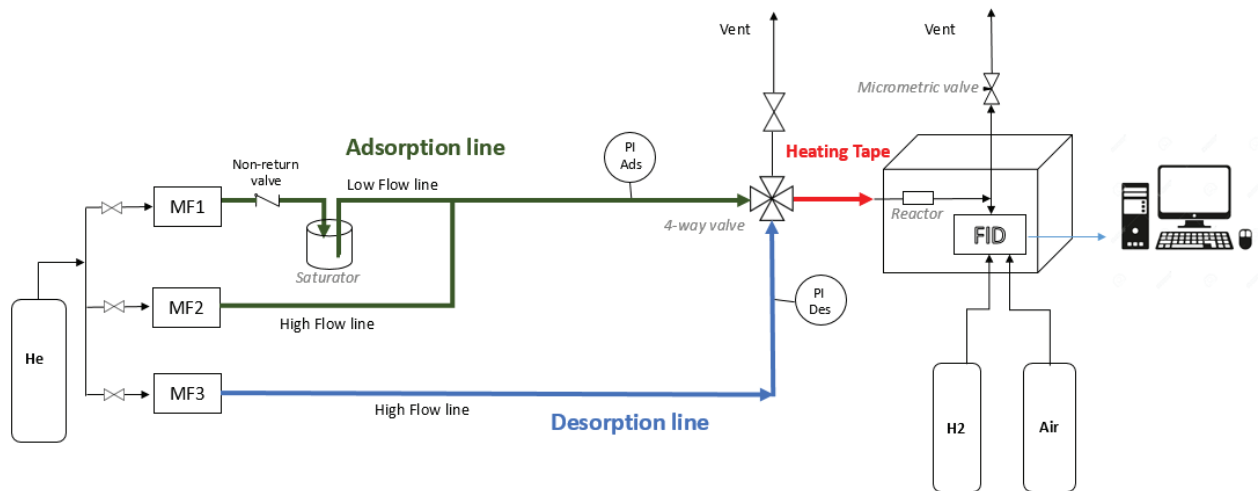 Vent
Vent
Micrometric valve
Adsorption line
PI
Ads
Heating Tape
Non-return
valve
Low Flow line
MF1
4-way valve
Reactor
FID
Saturator
MF2
High Flow line
PI
Des
He
MF3
High Flow line
Desorption line
H2
Air